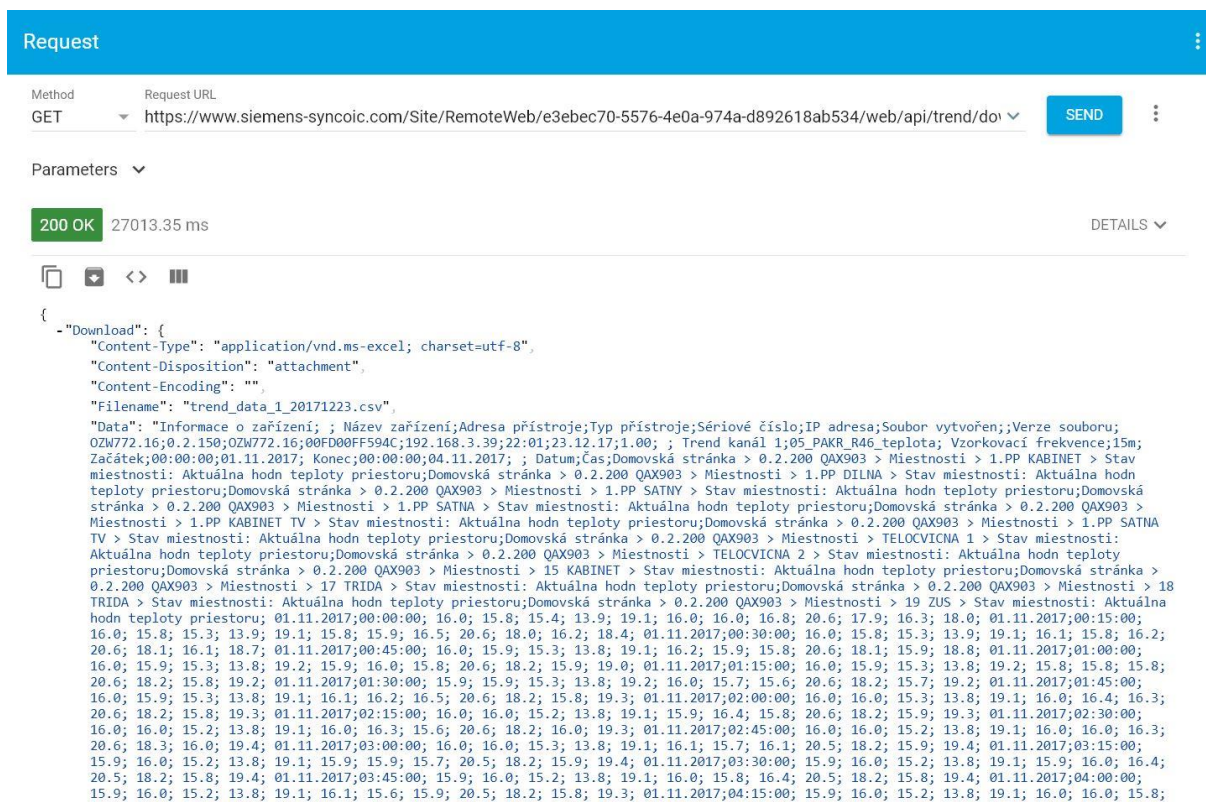 Request
Method
Request URL
GET
https://www.siemens-syncoic.com/Site/RemoteWeb/e3ebec70-5576-4e0a-974a-d892618ab534/web/api/trend/dov
SEND
Parameters
200 OK 27013.35 ms
DETAILS
{
-"Download": {
"Content-Type": "application/vnd.ms-excel; charset=utf-8",
"Content-Disposition": "attachment",
"Content-Encoding": "",
"Filename": "trend_data_1_20171223.csv",
"Data": "Informace o zařízení; ; Název zařízení;Adresa přístroje;Typ přístroje;Sériové číslo;IP adresa;Soubor vytvořen;;Verze souboru;
OZW772.16;0.2.150;OZW772.16;00FD00FF594C;192.168.3.39;22:01;23.12.17;1.00; ; Trend kanál 1;05_PAKR_R46_teplota; Vzorkovací frekvence;15m;
Začátek;00:00:00;01.11.2017; Konec;00:00:00;04.11.2017; ; Datum;Čas;Domovská stránka > 0.2.200 QAX903 > Miestnosti > 1.PP KABINET > Stav
miestnosti: Aktuálna hodn teploty priestoru;Domovská stránka > 0.2.200 QAX903 > Miestnosti > 1.PP DILNA > Stav miestnosti: Aktuálna hodn
teploty priestoru;Domovská stránka > 0.2.200 QAX903 > Miestnosti > 1.PP SATNY > Stav miestnosti: Aktuálna hodn teploty priestoru;Domovská
stránka > 0.2.200 QAX903 > Miestnosti > 1.PP SATNA > Stav miestnosti: Aktuálna hodn teploty priestoru;Domovská stránka > 0.2.200 QAX903 >
Miestnosti > 1.PP KABINET TV > Stav miestnosti: Aktuálna hodn teploty priestoru;Domovská stránka > 0.2.200 QAX903 > Miestnosti > 1.PP SATNA
TV > Stav miestnosti: Aktuálna hodn teploty priestoru;Domovská stránka > 0.2.200 QAX903 > Miestnosti > TELOCVICNA 1 > Stav miestnosti:
Aktuálna hodn teploty priestoru;Domovská stránka > 0.2.200 QAX903 > Miestnosti > TELOCVICNA 2 > Stav miestnosti: Aktuálna hodn teploty
priestoru;Domovská stránka > 0.2.200 QAX903 > Miestnosti > 15 KABINET > Stav miestnosti: Aktuálna hodn teploty priestoru;Domovská stránka >
0.2.200 QAX903 > Miestnosti > 17 TRIDA > Stav miestnosti: Aktuálna hodn teploty priestoru;Domovská stránka > 0.2.200 QAX903 > Miestnosti > 18
TRIDA > Stav miestnosti: Aktuálna hodn teploty priestoru;Domovská stránka > 0.2.200 QAX903 > Miestnosti > 19 ZUS > Stav miestnosti: Aktuálna
hodn teploty priestoru; 01.11.2017;00:00:00; 16.0; 15.8; 15.4; 13.9; 19.1; 16.0; 16.0; 16.8; 20.6; 17.9; 16.3; 18.0; 01.11.2017;00:15:00;
16.0; 15.8; 15.3; 13.9; 19.1; 15.8; 15.9; 16.5; 20.6; 18.0; 16.2; 18.4; 01.11.2017;00:30:00; 16.0; 15.8; 15.3; 13.9; 19.1; 16.1; 15.8; 16.2;
20.6; 18.1; 16.1; 18.7; 01.11.2017;00:45:00; 16.0; 15.9; 15.3; 13.8; 19.1; 16.2; 15.9; 15.8; 20.6; 18.1; 15.9; 18.8; 01.11.2017;01:00:00;
16.0; 15.9; 15.3; 13.8; 19.2; 15.9; 16.0; 15.8; 20.6; 18.2; 15.9; 19.0; 01.11.2017;01:15:00; 16.0; 15.9; 15.3; 13.8; 19.2; 15.8; 15.8; 15.8;
20.6; 18.2; 15.8; 19.2; 01.11.2017;01:30:00; 15.9; 15.9; 15.3; 13.8; 19.2; 16.0; 15.7; 15.6; 20.6; 18.2; 15.7; 19.2; 01.11.2017;01:45:00;
16.0; 15.9; 15.3; 13.8; 19.1; 16.1; 16.2; 16.5; 20.6; 18.2; 15.8; 19.3; 01.11.2017;02:00:00; 16.0; 16.0; 15.3; 13.8; 19.1; 16.0; 16.4; 16.3;
20.6; 18.2; 15.8; 19.3; 01.11.2017;02:15:00; 16.0; 16.0; 15.2; 13.8; 19.1; 15.9; 16.4; 15.8; 20.6; 18.2; 15.9; 19.3; 01.11.2017;02:30:00;
16.0; 16.0; 15.2; 13.8; 19.1; 16.0; 16.3; 15.6; 20.6; 18.2; 16.0; 19.3; 01.11.2017;02:45:00; 16.0; 16.0; 15.2; 13.8; 19.1; 16.0; 16.0; 16.3;
20.6; 18.3; 16.0; 19.4; 01.11.2017;03:00:00; 16.0; 16.0; 15.3; 13.8; 19.1; 16.1; 15.7; 16.1; 20.5; 18.2; 15.9; 19.4; 01.11.2017;03:15:00;
15.9; 16.0; 15.2; 13.8; 19.1; 15.9; 15.9; 15.7; 20.5; 18.2; 15.9; 19.4; 01.11.2017;03:30:00; 15.9; 16.0; 15.2; 13.8; 19.1; 15.9; 16.0; 16.4;
20.5; 18.2; 15.8; 19.4; 01.11.2017;03:45:00; 15.9; 16.0; 15.2; 13.8; 19.1; 16.0; 15.8; 16.4; 20.5; 18.2; 15.8; 19.4; 01.11.2017;04:00:00;
15.9; 16.0; 15.2; 13.8; 19.1; 16.1; 15.6; 15.9; 20.5; 18.2; 15.8; 19.3; 01.11.2017;04:15:00; 15.9; 16.0; 15.2; 13.8; 19.1; 16.0; 16.0; 15.8;